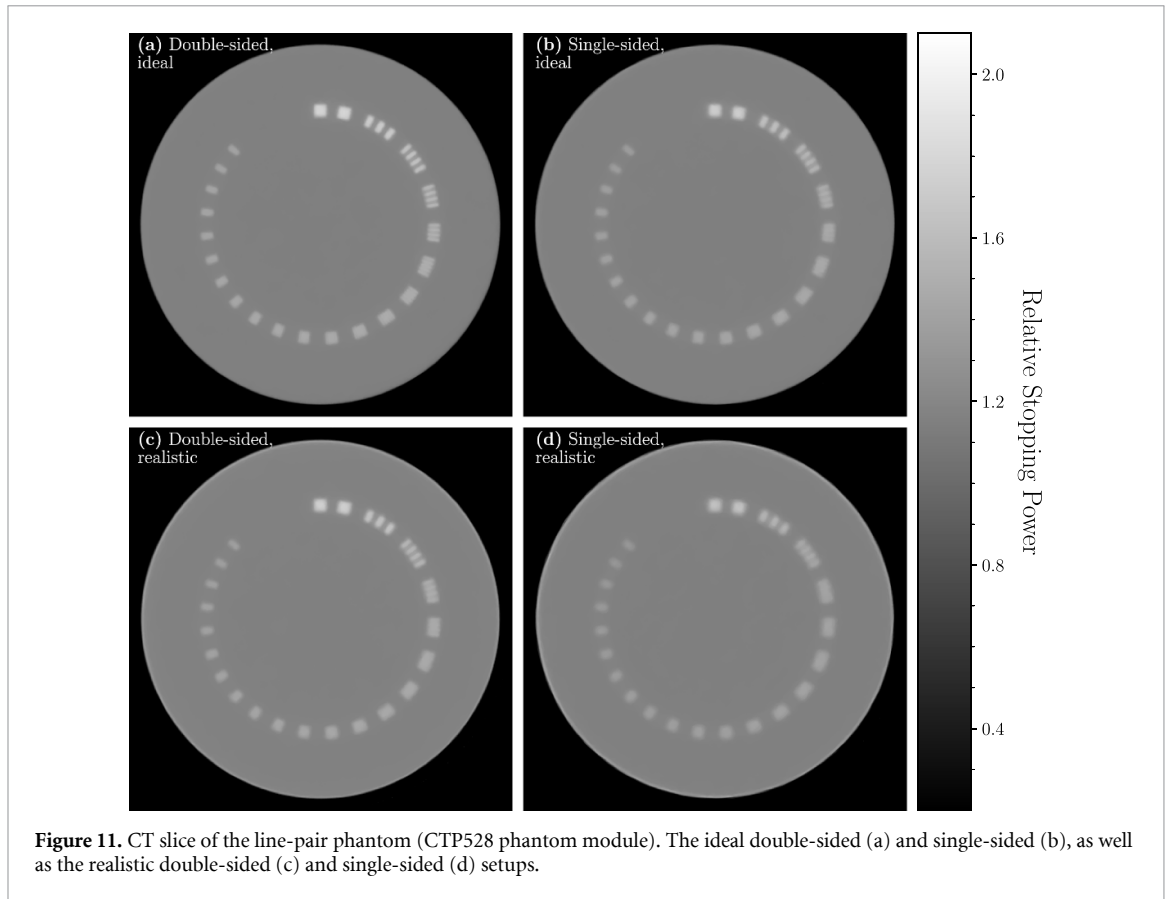 (a) Double-sided,
ideal
(b) Single-sided,
ideal
(c) Double-sided,
realistic
(d) Single-sided,
realistic
2.0
1.6
1.2
0.8
0.4
Relative Stopping Power
Figure 11. CT slice of the line-pair phantom (CTP528 phantom module). The ideal double-sided (a) and single-sided (b), as well
as the realistic double-sided (c) and single-sided (d) setups.